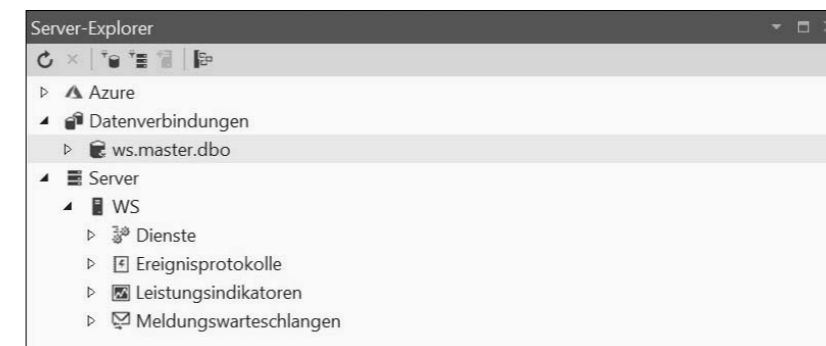 Server-Explorer
Azure
Datenverbindungen
ws.master.dbo
Server
WS
Dienste
Ereignisprotokolle
Leistungsindikatoren
Meldungswarteschlangen